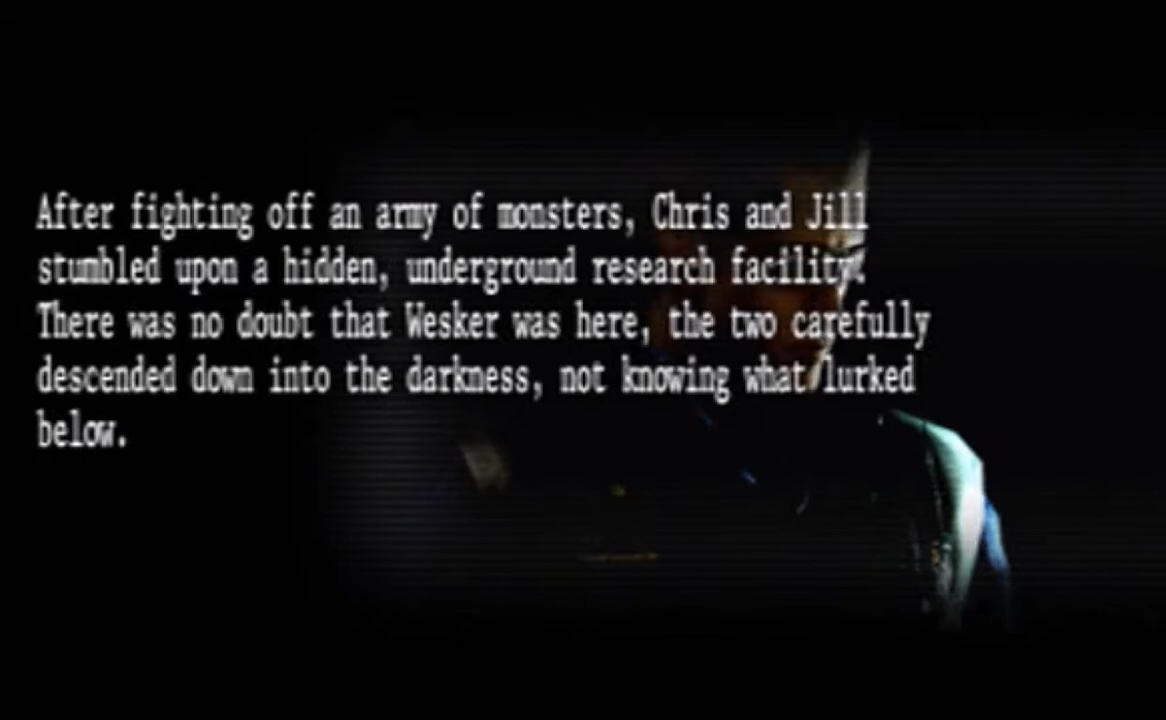 After fighting off an army of monsters, Chris and Jill
stumbled upon a hidden, underground research facility.
There was no doubt that Wesker was here, the two carefully
descended down into the darkness, not knowing what lurked
below.